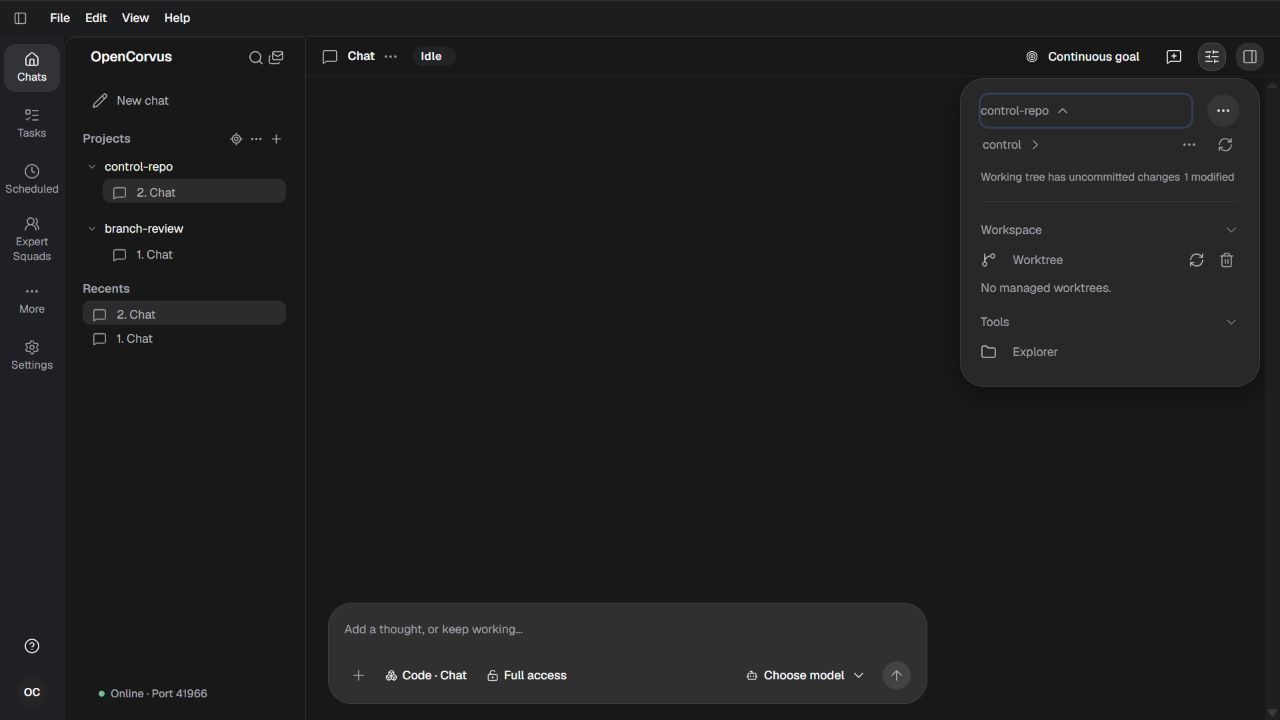 File Edit View Help
OpenCorvus
Chat
Idle
Continuous goal
Chats
Tasks
Scheduled
Expert
Squads
More
Settings
New chat
Projects
control-repo
2. Chat
branch-review
1. Chat
Recents
2. Chat
1. Chat
control-repo
control
Working tree has uncommitted changes 1 modified
Workspace
Worktree
No managed worktrees.
Tools
Explorer
Add a thought, or keep working...
Code · Chat
Full access
Choose model
OC
Online · Port 41966